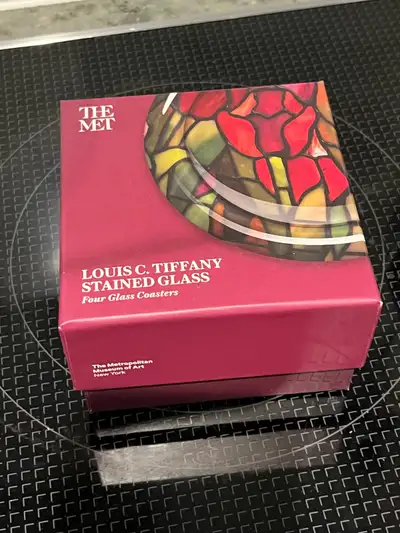 THE
MET
LOUIS C. TIFFANY
STAINED GLASS
Four Glass Coasters
The Metropolitan
Museum of Art
New York